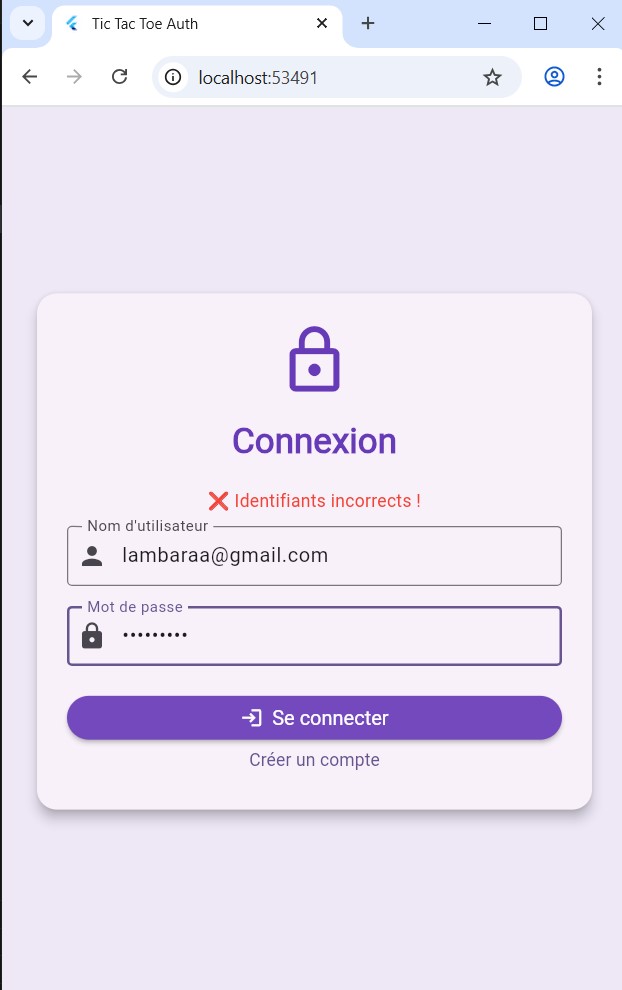 Tic Tac Toe Auth
localhost:53491
Connexion
❌ Identifiants incorrects !
Nom d'utilisateur
lambaraa@gmail.com
Mot de passe
•••••••••
Se connecter
Créer un compte